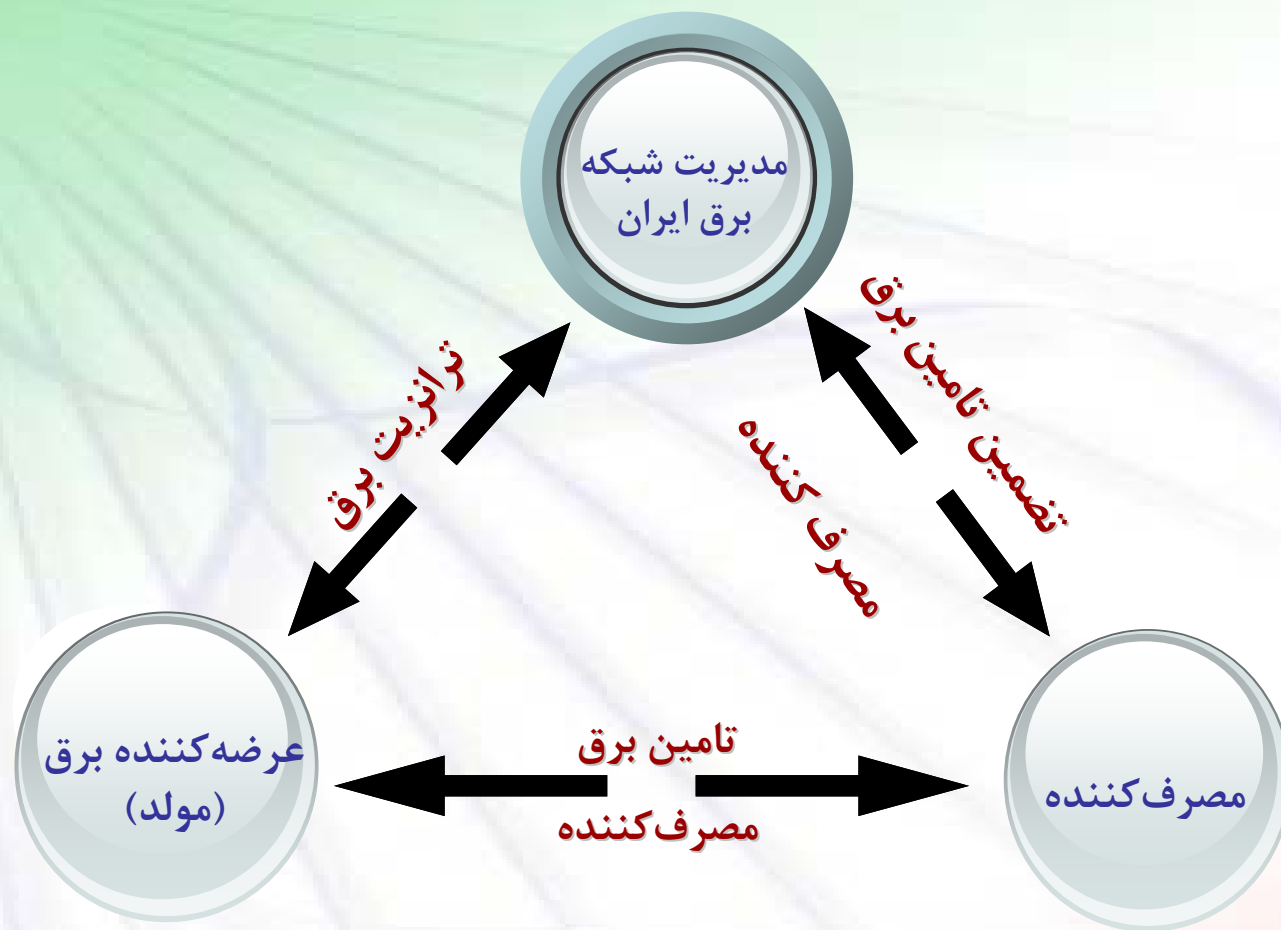 مدیریت شبکه
برق ایران
تضمین تامین برق
مصرف کننده
ترانزیت برق
تامین برق
مصرف‌کننده
عرضه‌کننده برق
(مولد)
مصرف‌کننده